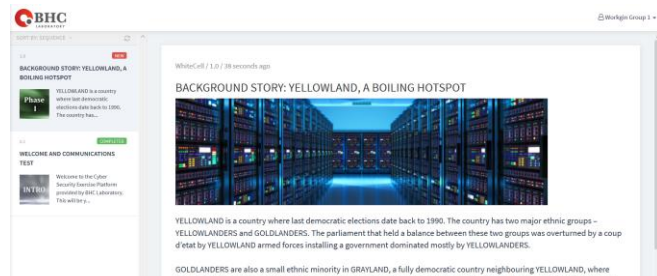 BHC
LABORATORY
Workgin Group 1
SORT BY: SEQUENCE
1.0
NEW
BACKGROUND STORY: YELLOWLAND, A
BOILING HOTSPOT
Phase
1
YELLOWLAND is a country
where last democratic
elections date back to 1990.
The country has...
COMPLETED
WELCOME AND COMMUNICATIONS
TEST
INTRO
Welcome to the Cyber
Security Exercise Platform
provided by BHC Laboratory.
This will be y...
WhiteCell / 1.0 / 38 seconds ago
BACKGROUND STORY: YELLOWLAND, A BOILING HOTSPOT
YELLOWLAND is a country where last democratic elections date back to 1990. The country has two major ethnic groups –
YELLOWLANDERS and GOLDLANDERS. The parliament that held a balance between these two groups was overturned by a coup
d'etat by YELLOWLAND armed forces installing a government dominated mostly by YELLOWLANDERS.
GOLDLANDERS are also a small ethnic minority in GRAYLAND, a fully democratic country neighbouring YELLOWLAND, where